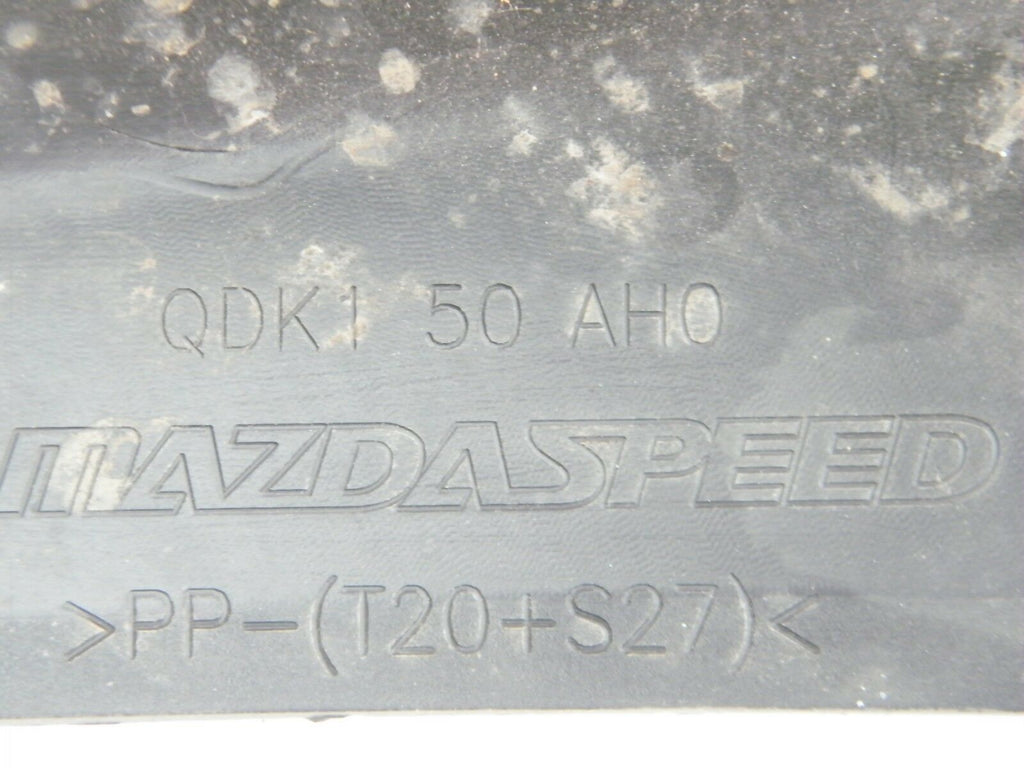 QDK1 50 AH0
MAZDASPEED
>PP-(T20+S27)<